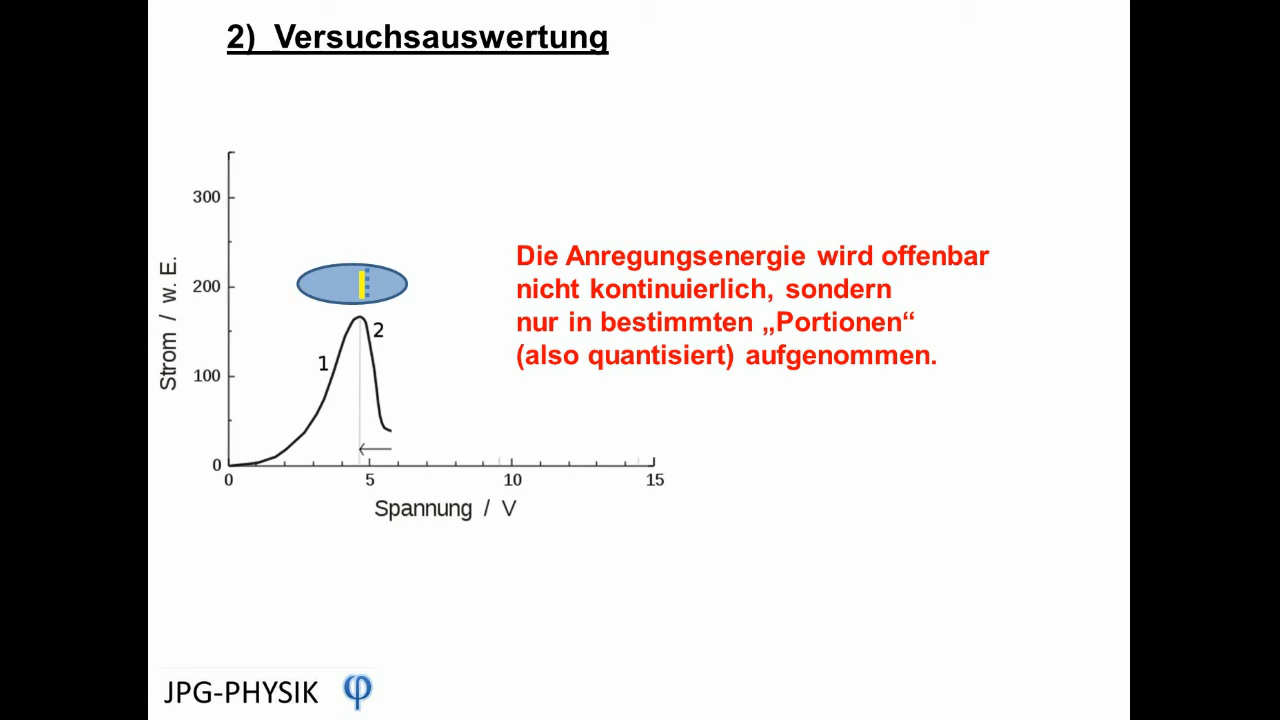 2) Versuchsauswertung
300
200
100
0
Strom / w. E.
1
2
0 5 10 15
Spannung / V
Die Anregungsenergie wird offenbar
nicht kontinuierlich, sondern
nur in bestimmten „Portionen“
(also quantisiert) aufgenommen.
JPG-PHYSIK φ